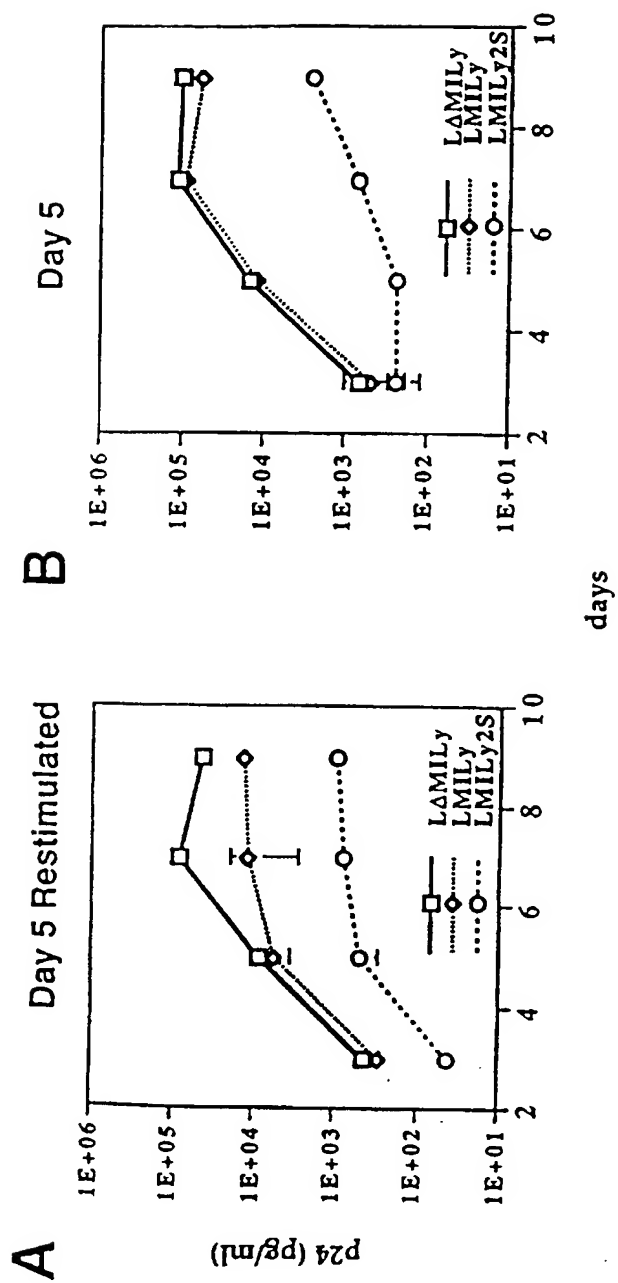 A
Day 5 Restimulated
1E+06
1E+05
1E+04
1E+03
1E+02
1E+01
p24 (pg/ml)
LΔMILy
LMILy
LMILy2S
2 4 6 8 10
B
Day 5
1E+06
1E+05
1E+04
1E+03
1E+02
1E+01
LΔMILy
LMILy
LMILy2S
2 4 6 8 10
days